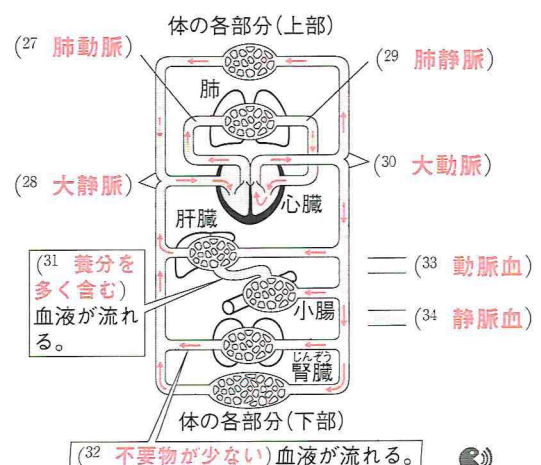 体の各部分(上部)
(27 肺動脈)
(29 肺静脈)
肺
(30 大動脈)
(28 大静脈)
心臓
肝臓
(31 養分を
多く含む)
血液が流れ
る。
(33 動脈血)
小腸
(34 静脈血)
じんぞう
腎臓
体の各部分(下部)
(32 不要物が少ない)血液が流れる。